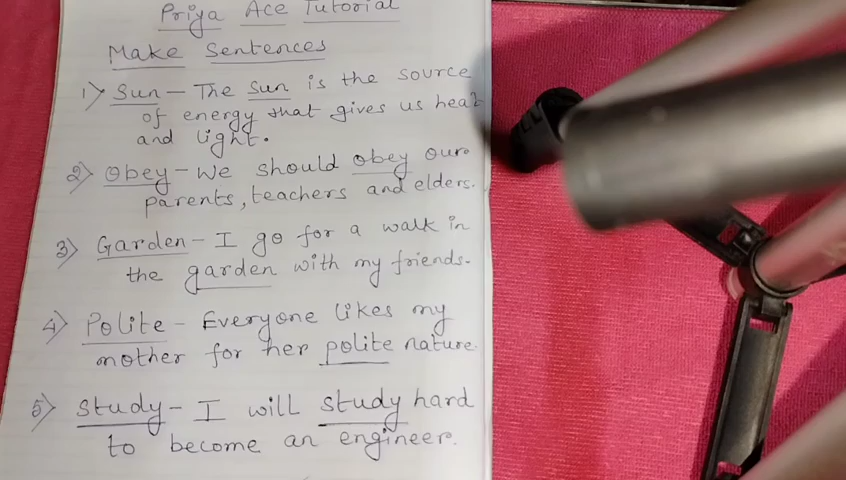 Priya Ace Tutorial
Make Sentences
1) Sun - The sun is the source
of energy that gives us heat
and light.
2) Obey - We should obey our
parents, teachers and elders.
3) Garden - I go for a walk in
the garden with my friends.
4) Polite - Everyone likes my
mother for her polite nature.
5) Study - I will study hard
to become an engineer.